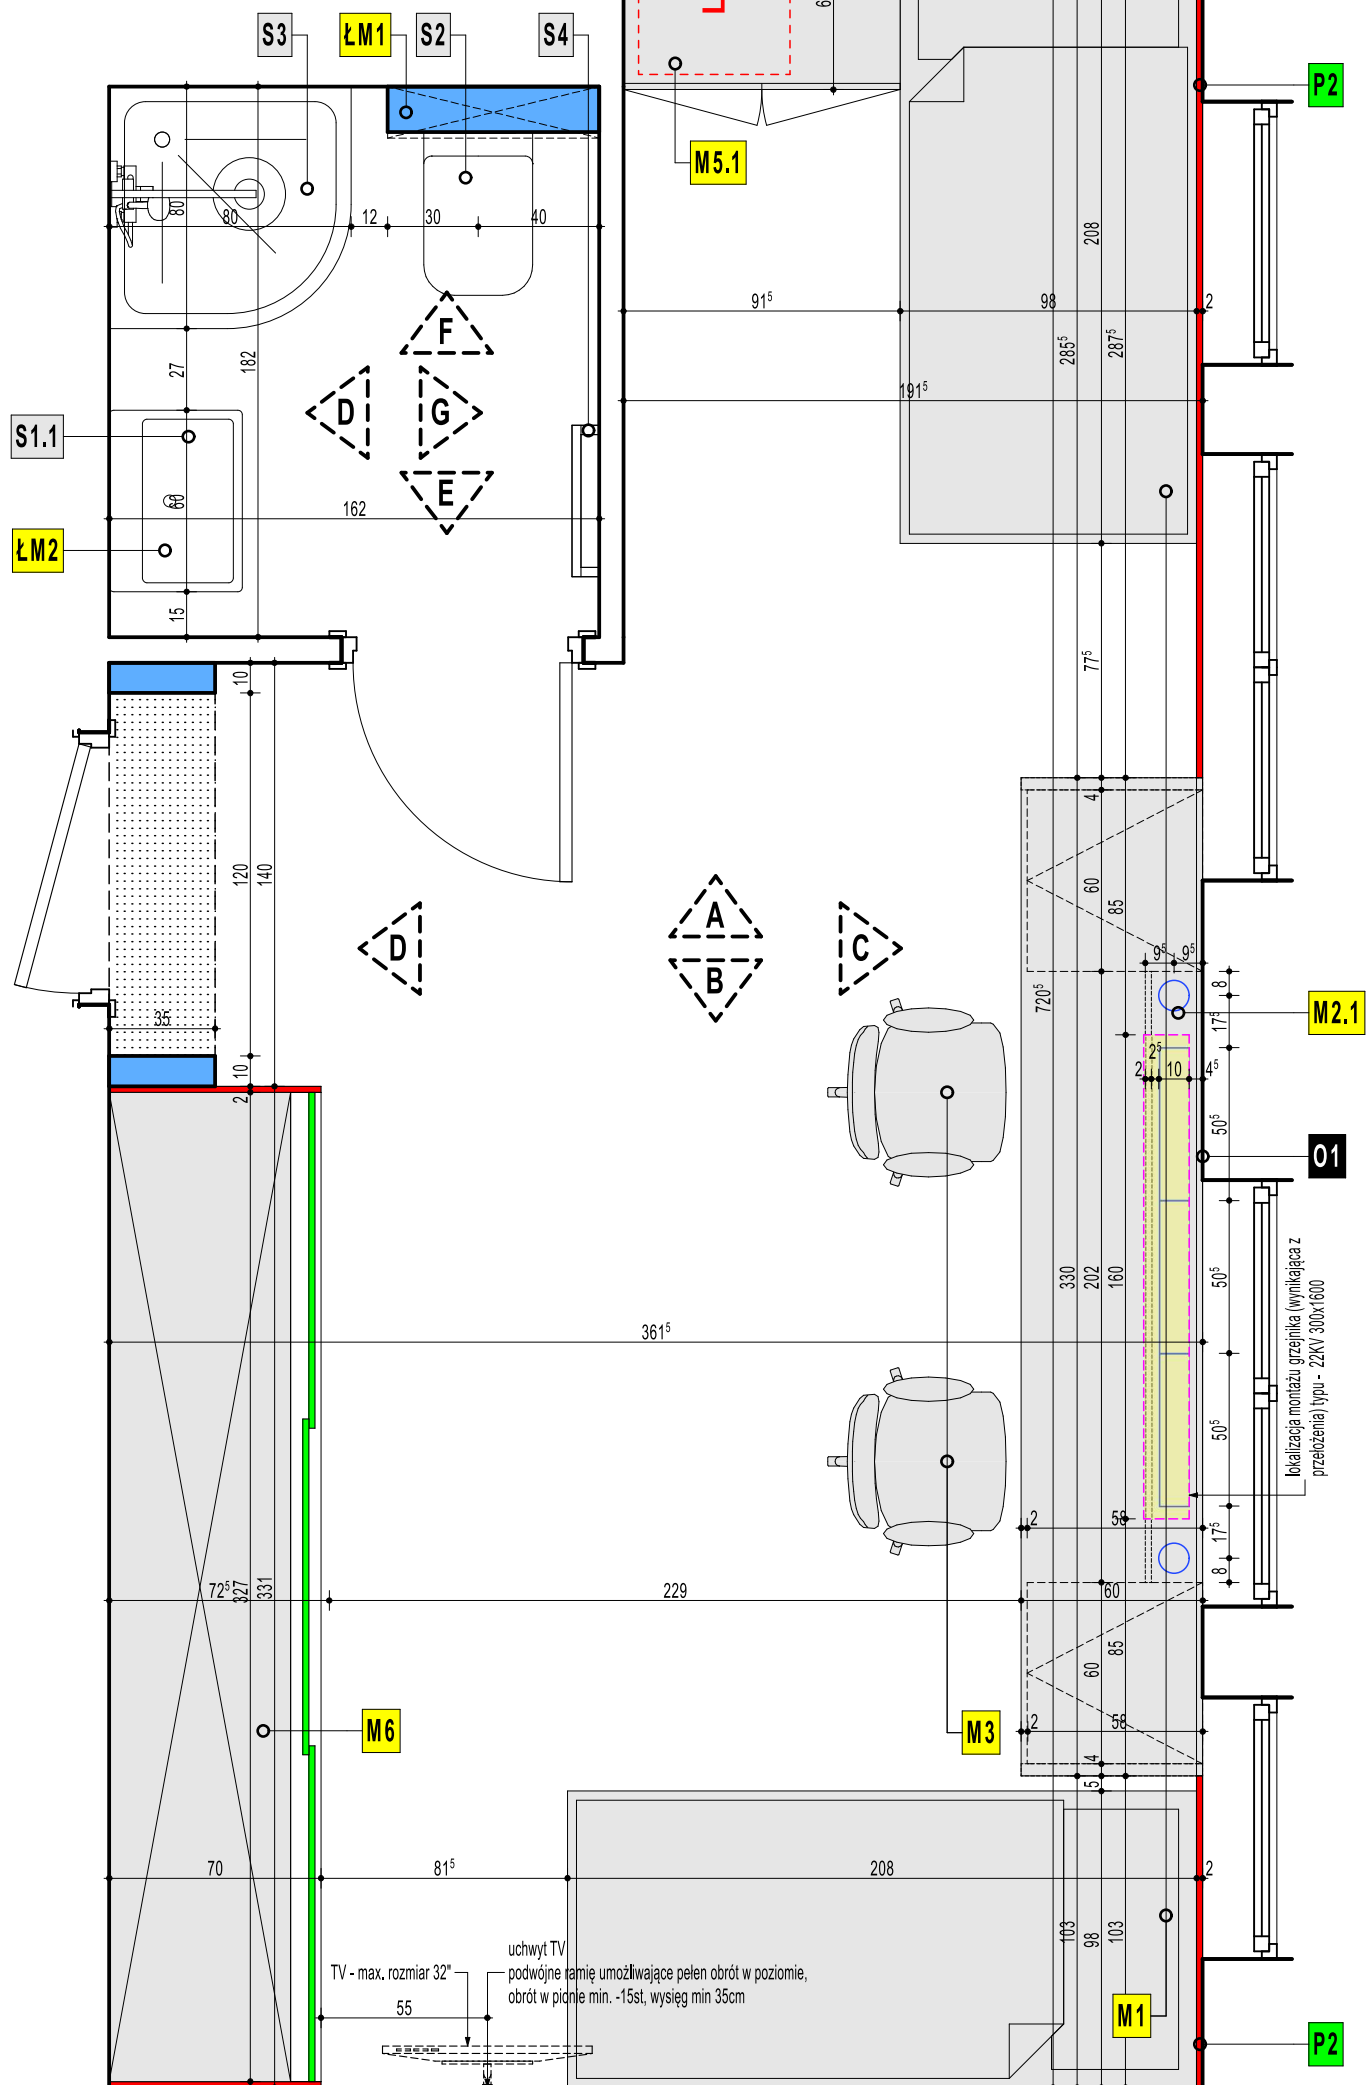 S3
ŁM1
S2
S4
L
6
P2
M5.1
80
80
12
30
40
208
91⁵
98
2
27
182
285⁵
287⁵
191⁵
S1.1
D
F
G
E
60
162
ŁM2
15
10
77⁵
4
120
140
60
85
A
B
C
D
9⁵
9⁵
8
17⁵
M2.1
720⁵
35
10
2
2
2⁵
10
4⁵
50⁵
O1
330
202
160
50⁵
361⁵
50⁵
lokalizacja montażu grzejnika (wynikająca z
przełożenia) typu - 22KV 300x1600
2
58
17⁵
8
72⁵
327
331
229
60
60
85
M6
M3
2
58
4
5
70
81⁵
208
2
103
98
103
uchwyt TV
TV - max. rozmiar 32"
podwójne ramię umożliwiające pełen obrót w poziomie,
obrót w pionie min. -15st, wysięg min 35cm
55
M1
P2